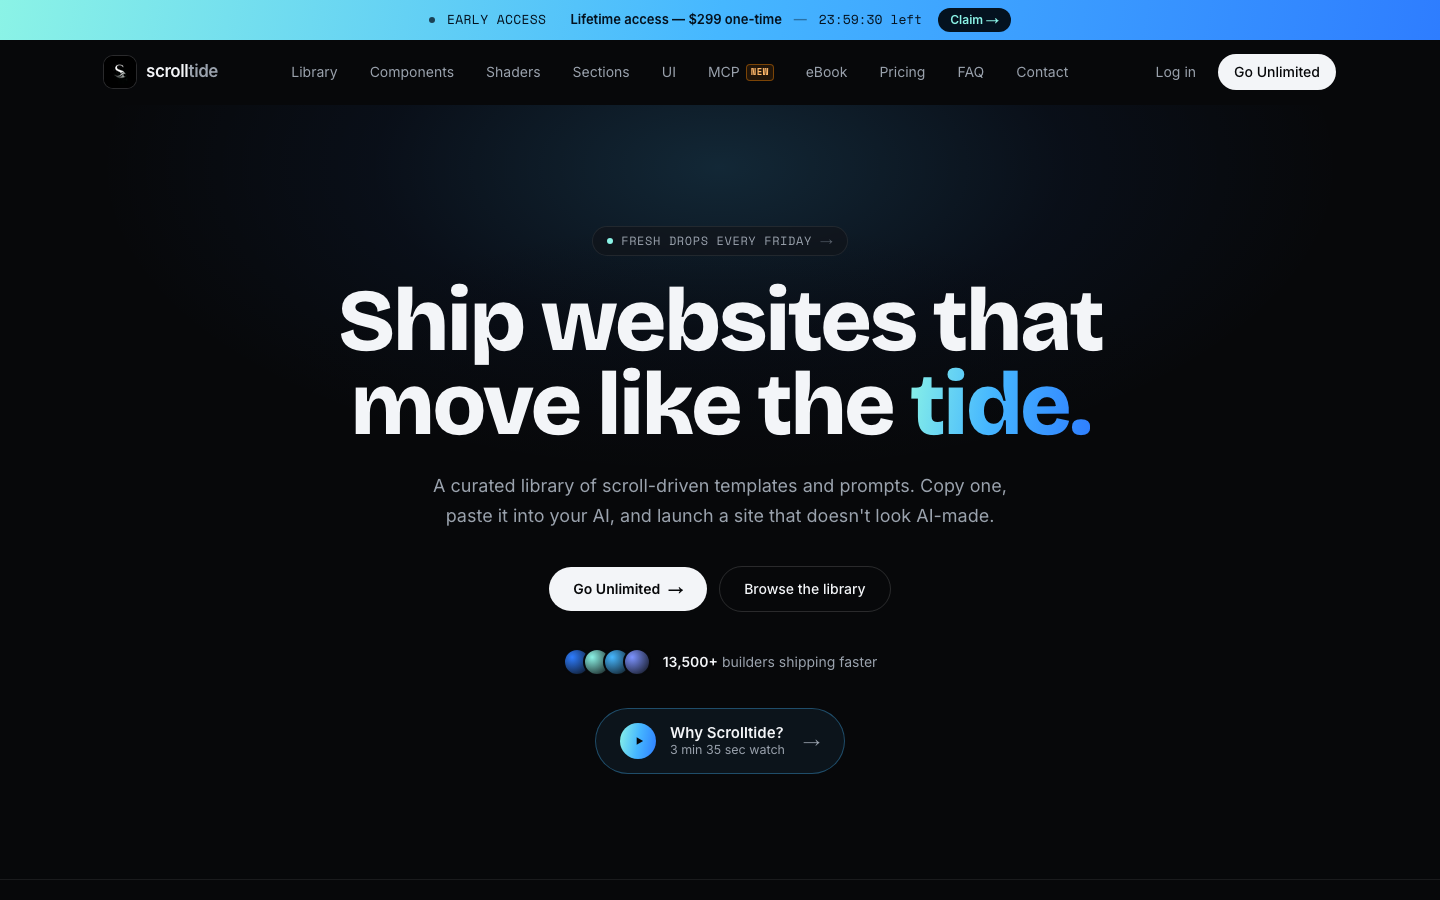 EARLY ACCESS Lifetime access — $299 one-time — 23:59:30 left Claim →
scrolltide Library Components Shaders Sections UI MCP NEW eBook Pricing FAQ Contact Log in Go Unlimited
FRESH DROPS EVERY FRIDAY →
Ship websites that
move like the tide.
A curated library of scroll-driven templates and prompts. Copy one,
paste it into your AI, and launch a site that doesn't look AI-made.
Go Unlimited → Browse the library
13,500+ builders shipping faster
Why Scrolltide?
3 min 35 sec watch →